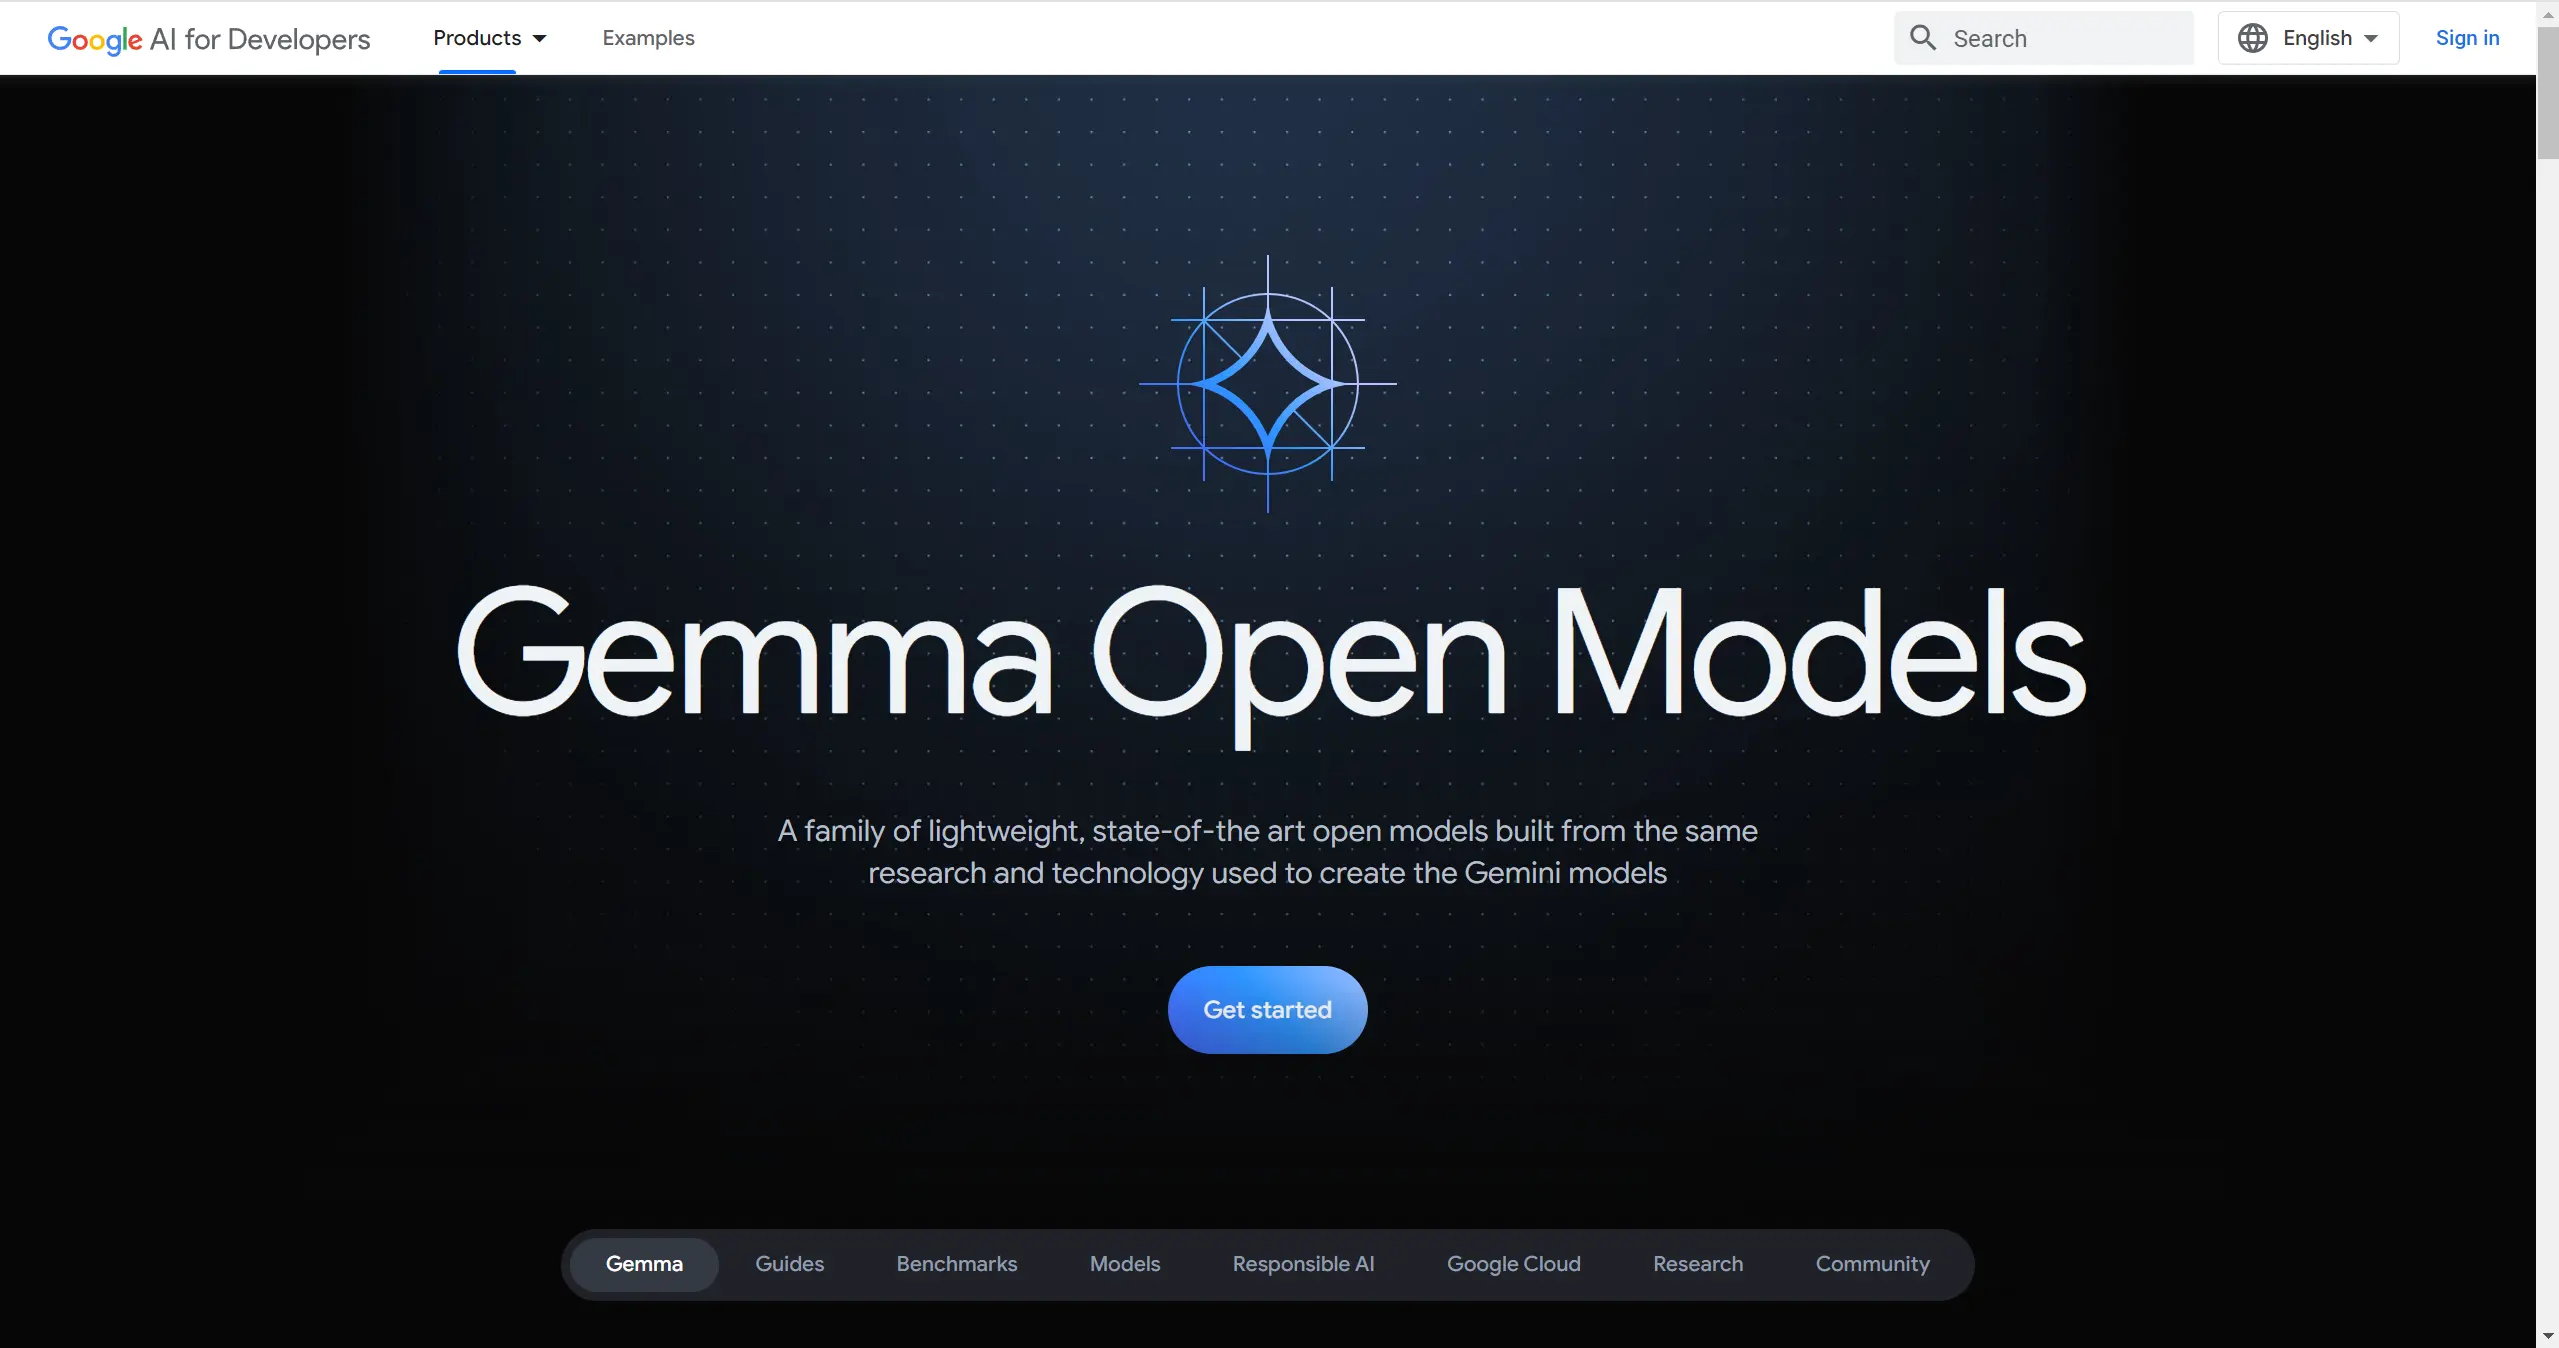 Google AI for Developers
Products
Examples
Search
English
Sign in
Gemma Open Models
A family of lightweight, state-of-the art open models built from the same
research and technology used to create the Gemini models
Get started
Gemma
Guides
Benchmarks
Models
Responsible AI
Google Cloud
Research
Community